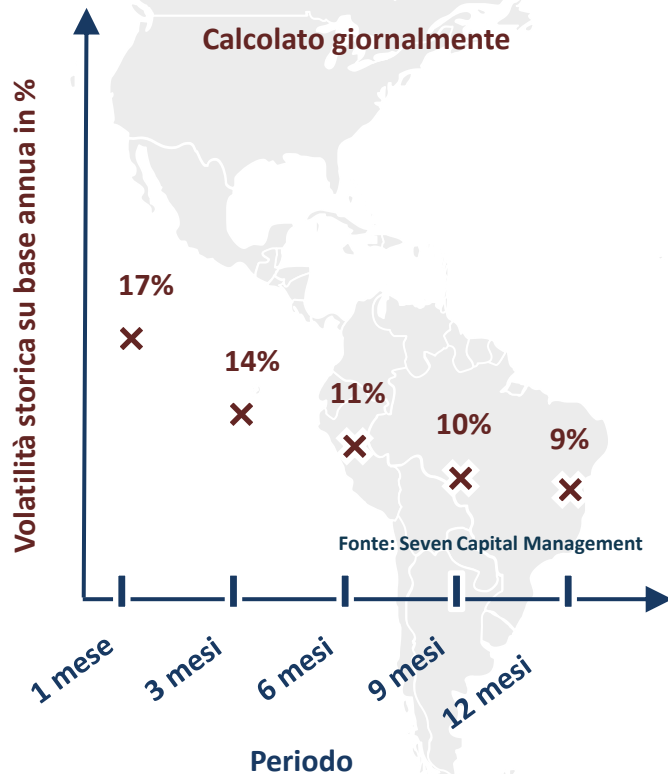 Calcolato giornalmente
Volatilità storica su base annua in %
17%
14%
11%
10%
9%
Fonte: Seven Capital Management
1 mese
3 mesi
6 mesi
9 mesi
12 mesi
Periodo